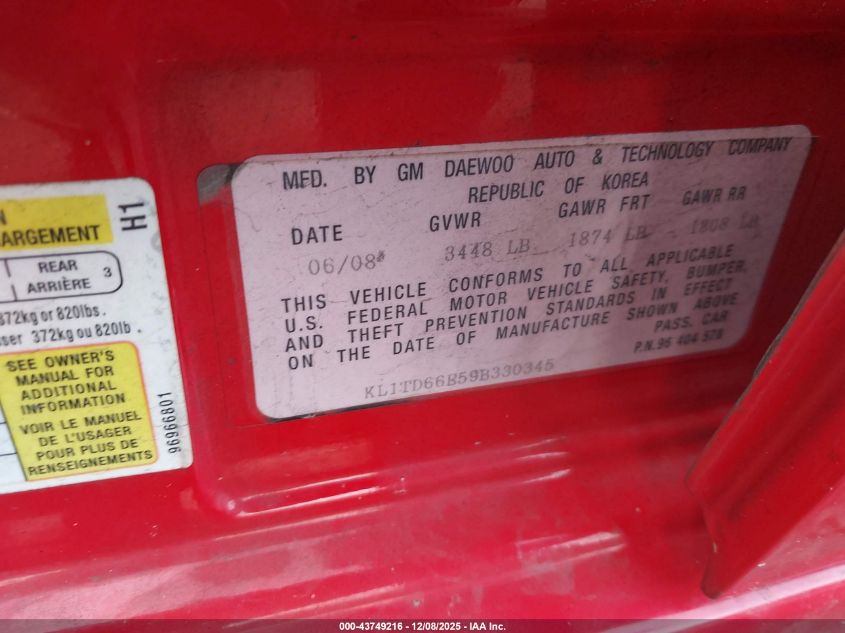 N
ARGEMENT
H1
REAR
ARRIÈRE
3
372kg or 820lbs.
sser 372kg ou 820lb.
SEE OWNER'S
MANUAL FOR
ADDITIONAL
INFORMATION
VOIR LE MANUEL
DE L'USAGER
POUR PLUS DE
RENSEIGNEMENTS
96966801
MFD. BY GM DAEWOO AUTO & TECHNOLOGY COMPANY
REPUBLIC OF KOREA
DATE GVWR GAWR FRT GAWR RR
06/08* 3448 LB 1874 LB 1808 LB
THIS VEHICLE CONFORMS TO ALL APPLICABLE
U.S. FEDERAL MOTOR VEHICLE SAFETY, BUMPER,
AND THEFT PREVENTION STANDARDS IN EFFECT
ON THE DATE OF MANUFACTURE SHOWN ABOVE
PASS. CAR
P.N.96 404 978
KL1TD66E59B330345
000-43749216 - 12/08/2025 - IAA Inc.